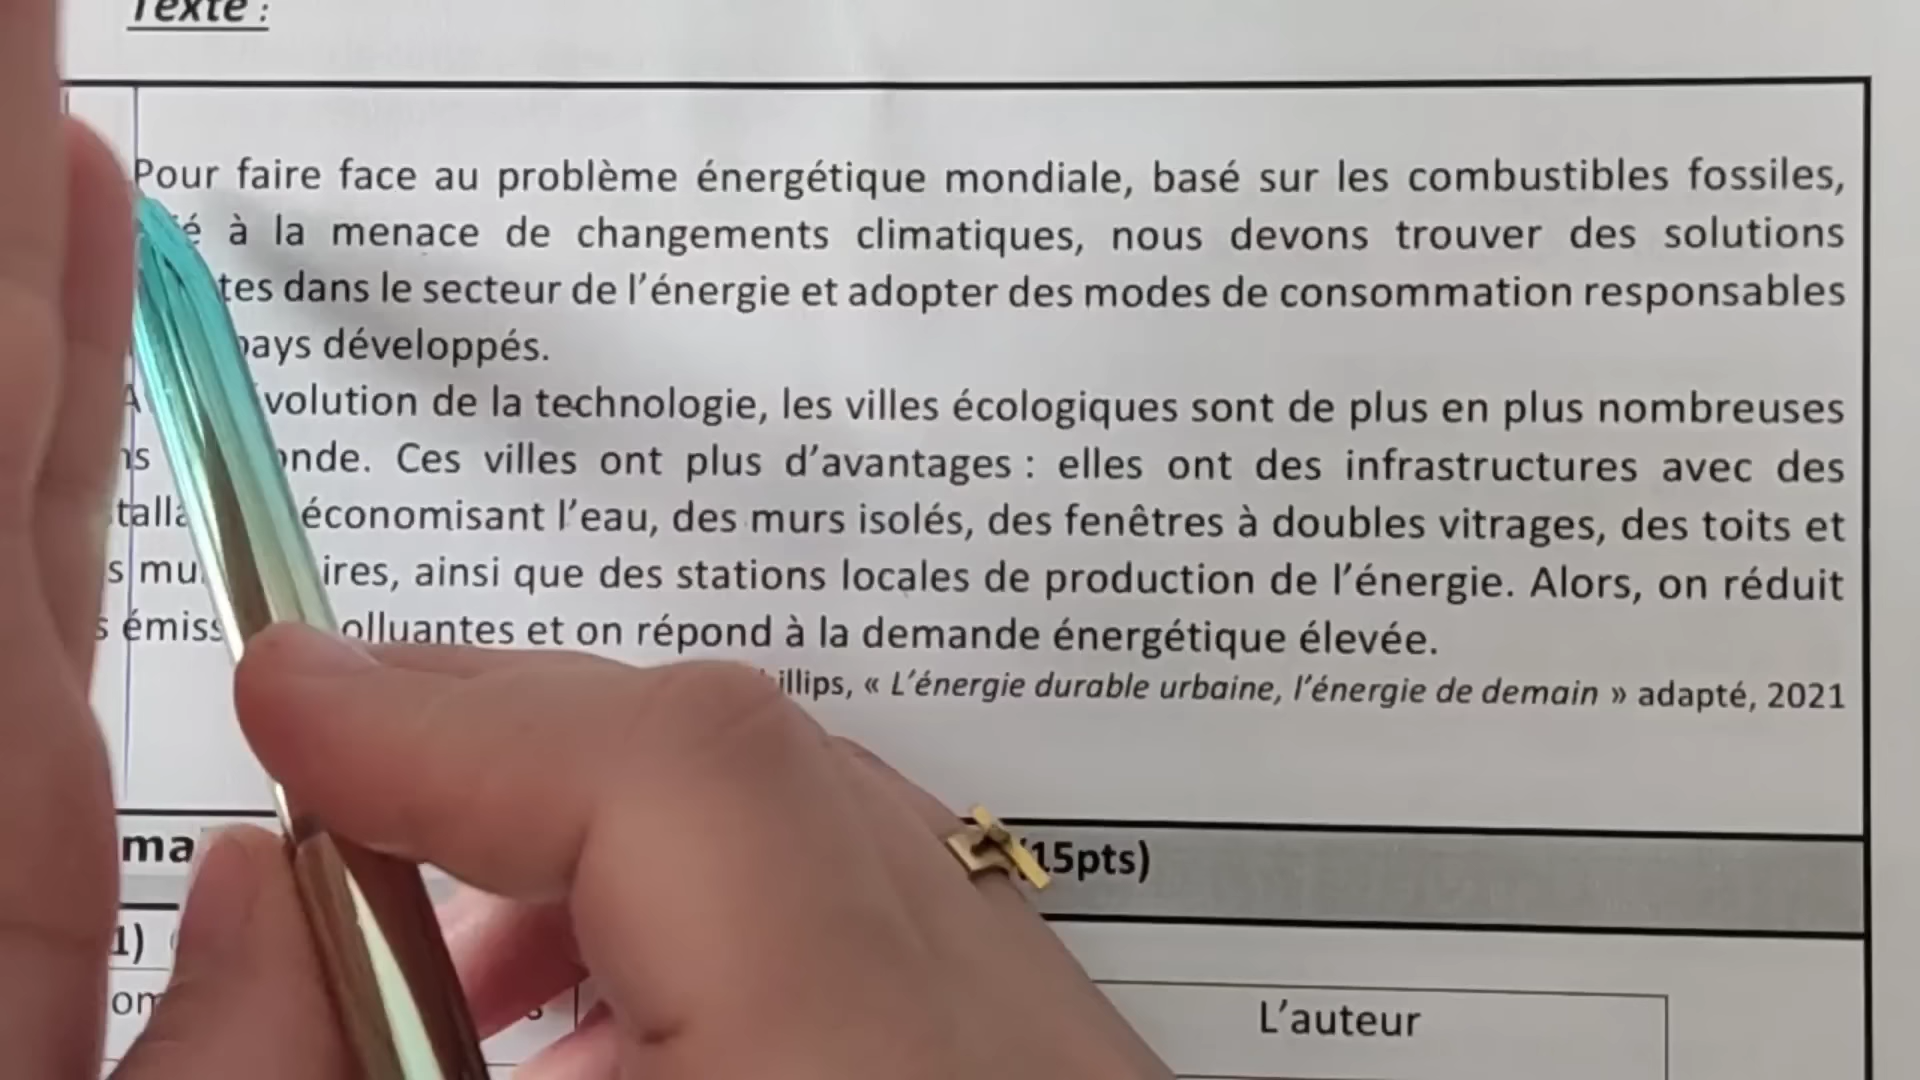 Texte :
Pour faire face au problème énergétique mondiale, basé sur les combustibles fossiles,
à la menace de changements climatiques, nous devons trouver des solutions
dans le secteur de l’énergie et adopter des modes de consommation responsables
pays développés.
volution de la technologie, les villes écologiques sont de plus en plus nombreuses
onde. Ces villes ont plus d’avantages : elles ont des infrastructures avec des
économisant l’eau, des murs isolés, des fenêtres à doubles vitrages, des toits et
ires, ainsi que des stations locales de production de l’énergie. Alors, on réduit
olluantes et on répond à la demande énergétique élevée.
illips, « L’énergie durable urbaine, l’énergie de demain » adapté, 2021
(15pts)
1)
L’auteur